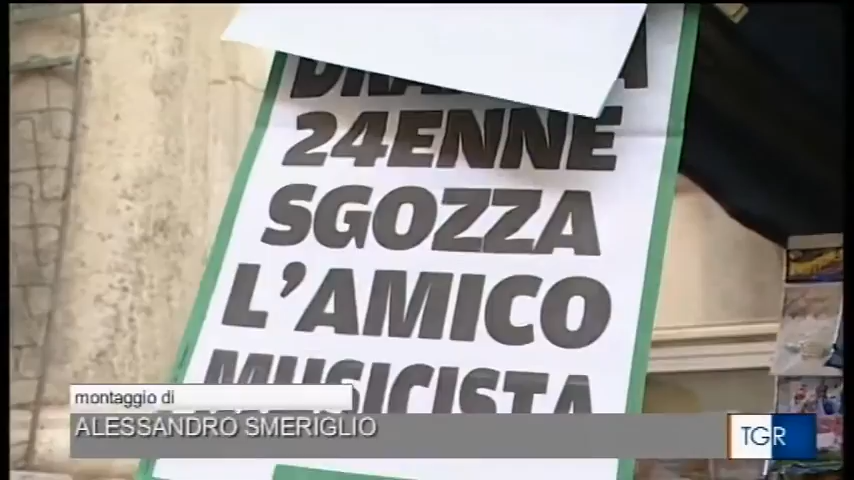 24ENNE
SGOZZA
L'AMICO
MUSICISTA
montaggio di
ALESSANDRO SMERIGLIO
TGR